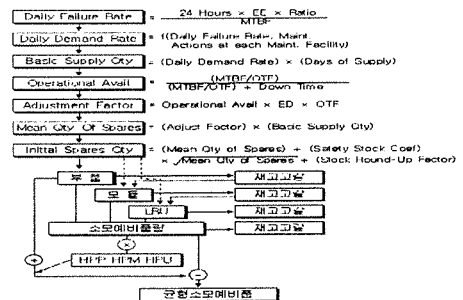 Daily Failure Rate = 24 Hours × EE × Ratio
MTBF
Daily Demand Rate = f(Daily Failure Rate, Maint.
Actions at each Maint. Facility)
Basic Supply Qty = (Daily Demand Rate) × (Days of Supply)
Operational Avail = (MTBF/OTF)
(MTBF/OTF) + Down Time
Adjustment Factor = Operational Avail × ED × OTF
Mean Qty Of Spares = (Adjust Factor) × (Basic Supply Qty)
Initial Spares Qty = (Mean Qty of Spares) + (Safety Stock Coef)
× √Mean Qty of Spares + (Stock Round-Up Factor)
부 품 재고고갈
모 듈 재고고갈
LRU 재고고갈
소모예비품량 재고고갈
×
+ HPP HPM HPU −
균형소모예비품